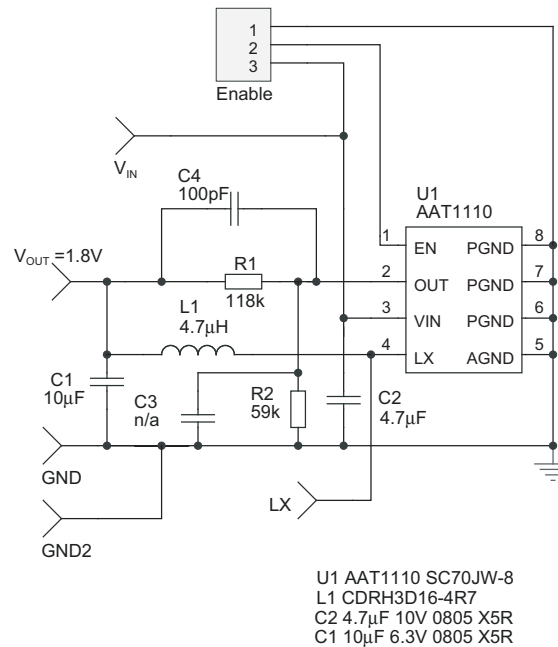 1
2
3
Enable
V_IN
C4
100pF
U1
AAT1110
V_OUT =1.8V
R1
118k
L1
4.7μH
1 EN PGND 8
2 OUT PGND 7
3 VIN PGND 6
4 LX AGND 5
C1
10μF
C3
n/a
R2
59k
C2
4.7μF
GND
LX
GND2
U1 AAT1110 SC70JW-8
L1 CDRH3D16-4R7
C2 4.7μF 10V 0805 X5R
C1 10μF 6.3V 0805 X5R